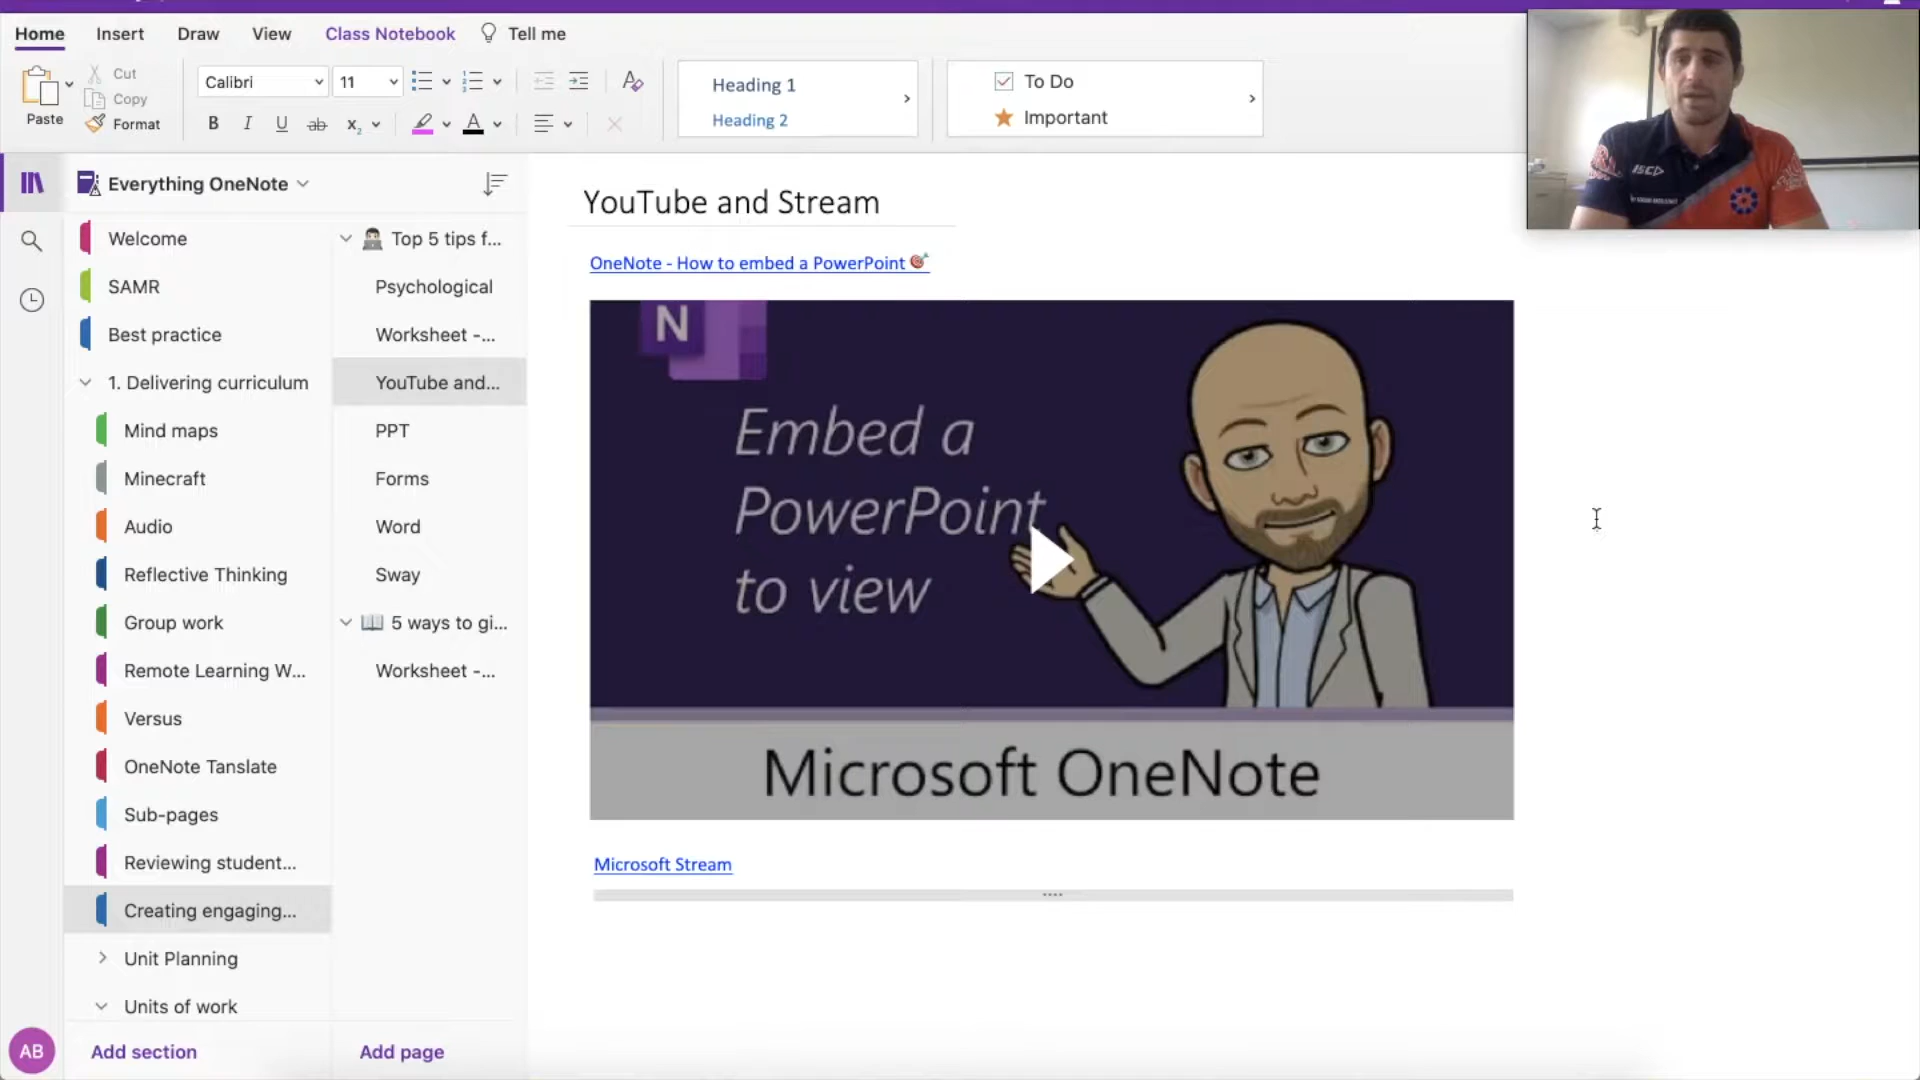 Home Insert Draw View Class Notebook Tell me
Paste
Cut
Copy
Format
Calibri 11
B I U ab x₂ A
Heading 1
Heading 2
To Do
Important
ISCD
Everything OneNote
Welcome
SAMR
Best practice
1. Delivering curriculum
Mind maps
Minecraft
Audio
Reflective Thinking
Group work
Remote Learning W...
Versus
OneNote Tanslate
Sub-pages
Reviewing student...
Creating engaging...
Unit Planning
Units of work
Add section
AB
Top 5 tips f...
Psychological
Worksheet -...
YouTube and...
PPT
Forms
Word
Sway
5 ways to gi...
Worksheet -...
Add page
YouTube and Stream
OneNote - How to embed a PowerPoint
N
Embed a
PowerPoint
to view
Microsoft OneNote
Microsoft Stream